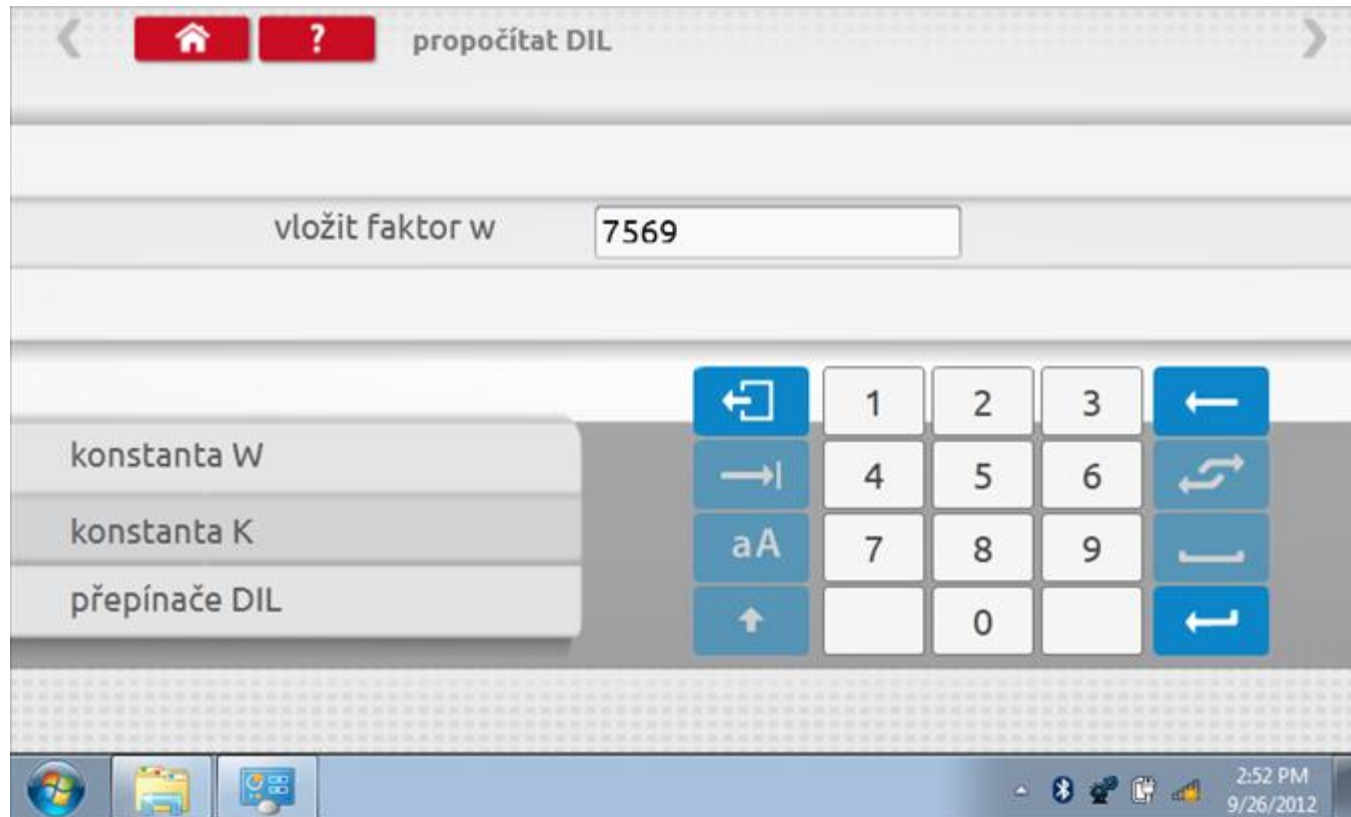 ? propočítat DIL
vložit faktor w 7569
1 2 3
konstanta W
4 5 6
konstanta K
aA 7 8 9
přepínače DIL
0
2:52 PM
9/26/2012